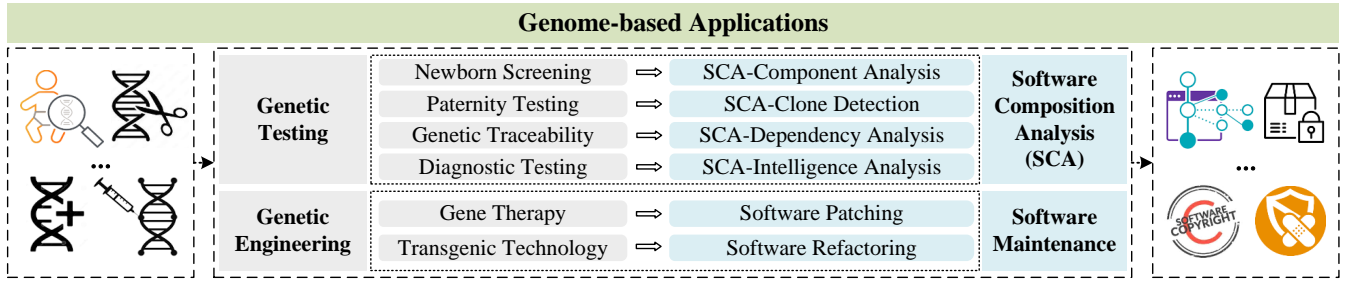 Genome-based Applications
...
Genetic
Testing
Newborn Screening
SCA-Component Analysis
Paternity Testing
SCA-Clone Detection
Genetic Traceability
SCA-Dependency Analysis
Diagnostic Testing
SCA-Intelligence Analysis
Software
Composition
Analysis
(SCA)
Genetic
Engineering
Gene Therapy
Software Patching
Transgenic Technology
Software Refactoring
Software
Maintenance
...
C
SOFTWARE
COPYRIGHT